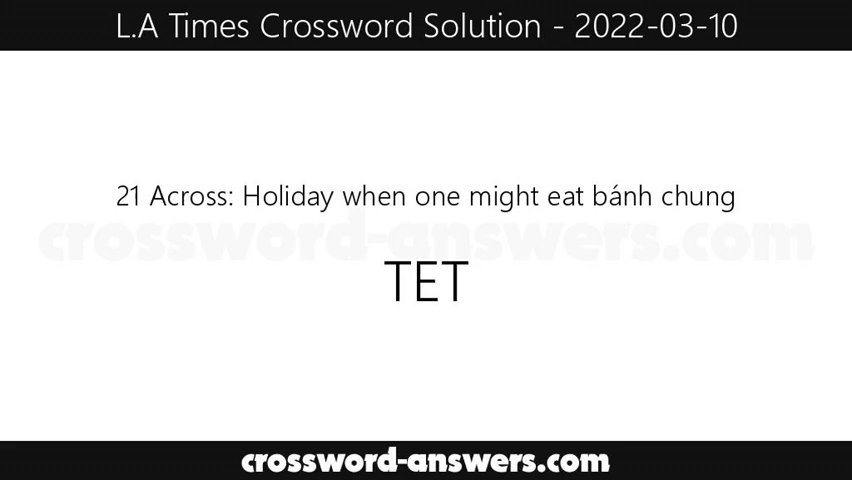 L.A Times Crossword Solution - 2022-03-10
21 Across: Holiday when one might eat bánh chung
crossword-answers.com
TET
crossword-answers.com